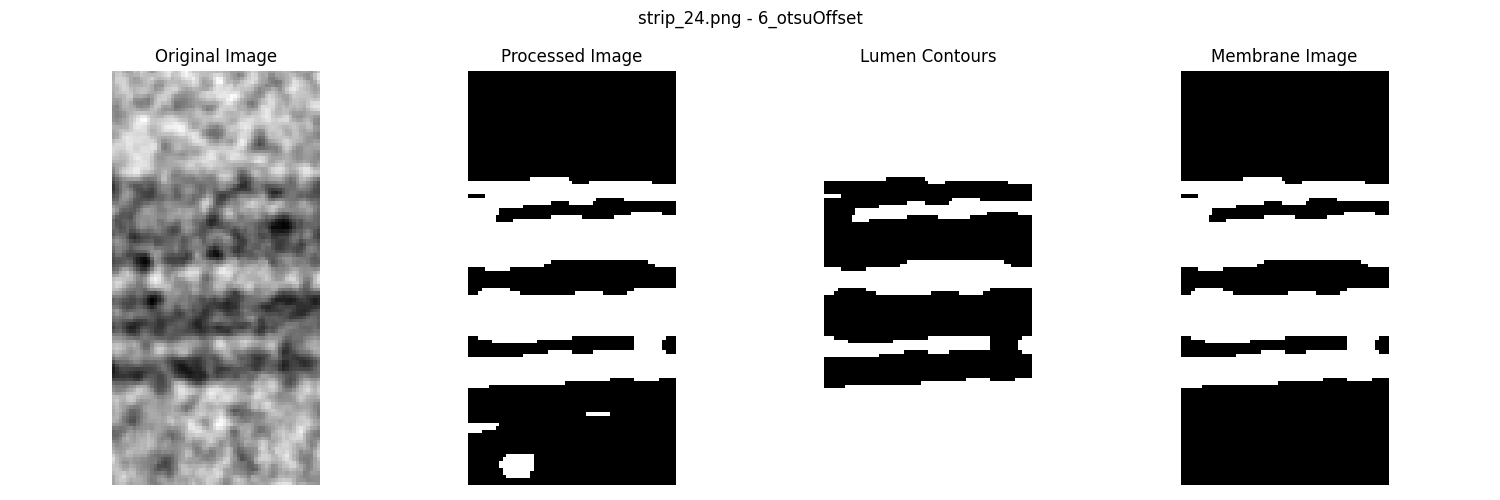 strip_24.png - 6_otsuOffset
Original Image
Processed Image
Lumen Contours
Membrane Image